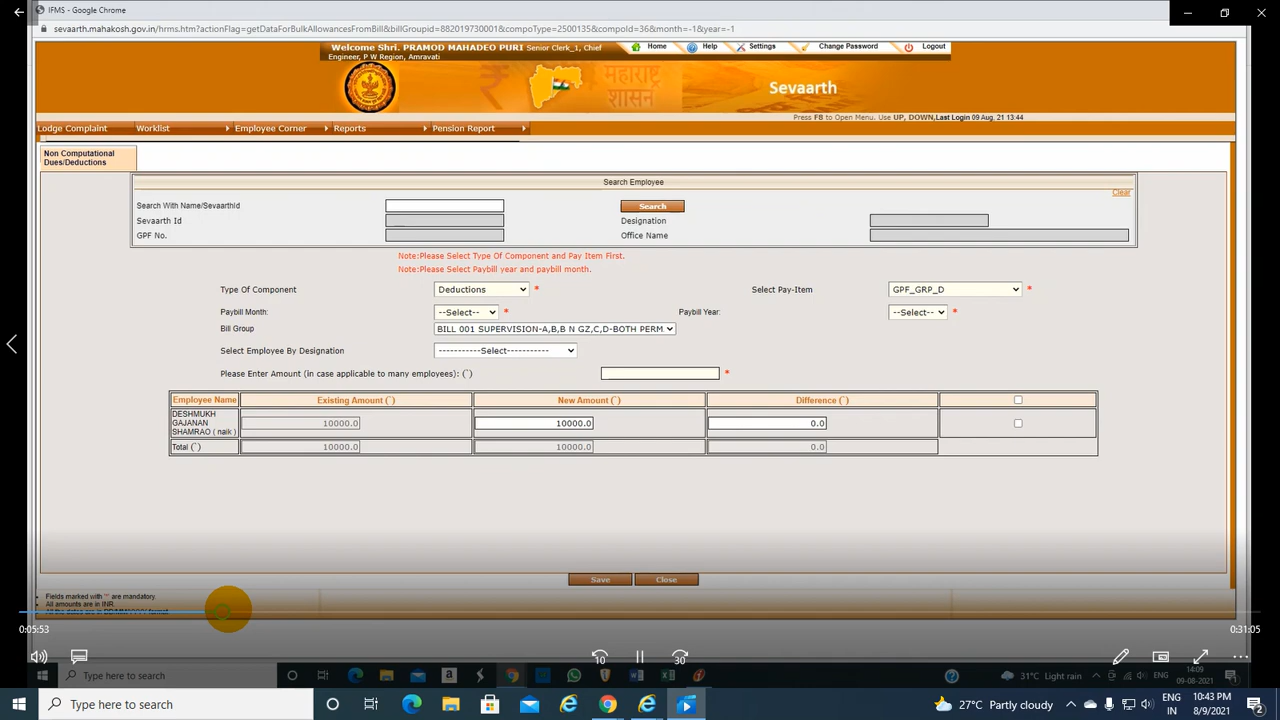 IFMS - Google Chrome
sevaarth.mahakosh.gov.in/hrms.htm?actionFlag=getDataForBulkAllowancesFromBill&billGroupid=8820197300​01&compoType=2500135&compoId=36&month=-1&year=-1
Welcome Shri. PRAMOD MAHADEO PURI Senior Clerk_1, Chief
Engineer, P.W Region, Amravati
Home Help Settings Change Password Logout
महाराष्ट्र
शासन
Sevaarth
Press F8 to Open Menu. Use UP, DOWN,Last Login 09 Aug, 21 13:44
Lodge Complaint Worklist Employee Corner Reports Pension Report
Non Computational
Dues/Deductions
Search Employee
Clear
Search With Name/SevaarthId Search
Sevaarth Id Designation
GPF No. Office Name
Note:Please Select Type Of Component and Pay Item First.
Note:Please Select Paybill year and paybill month.
Type Of Component Deductions * Select Pay-Item GPF_GRP_D *
Paybill Month: --Select-- * Paybill Year: --Select-- *
Bill Group BILL 001 SUPERVISION-A,B,B N GZ,C,D-BOTH PERM
Select Employee By Designation -----------Select-----------
Please Enter Amount (in case applicable to many employees): (`) *
Employee Name Existing Amount (`) New Amount (`) Difference (`)
DESHMUKH
GAJANAN
SHAMRAO ( naik ) 10000.0 10000.0 0.0
Total (`) 10000.0 10000.0 0.0
Save Close
Fields marked with '*' are mandatory.
All amounts are in INR.
0:05:53 0:31:05
10 30
Type here to search 31°C Light rain ENG 14:09
09-08-2021
Type here to search 27°C Partly cloudy ENG
IN 10:43 PM
8/9/2021 2